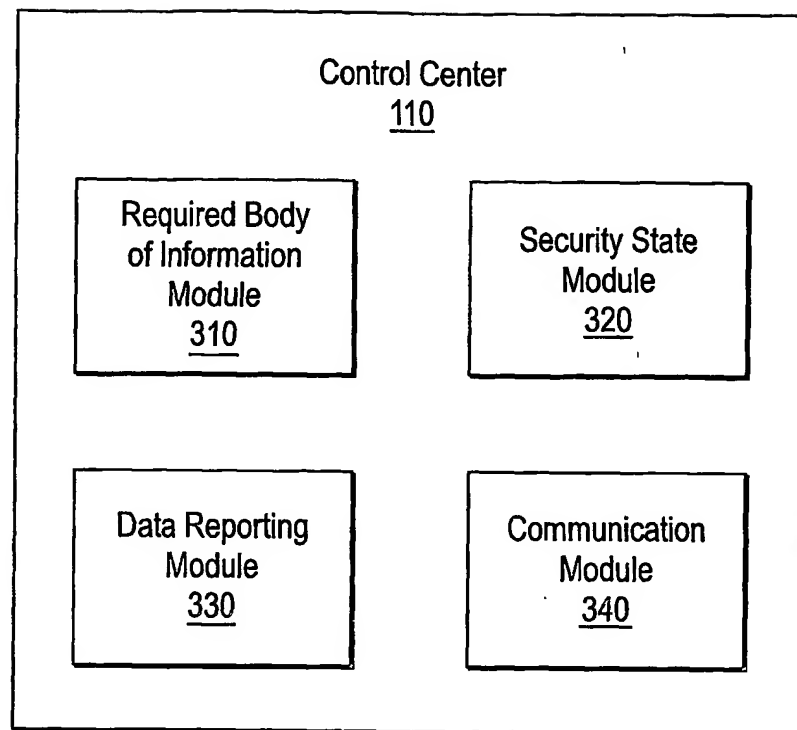 Control Center
110
Required Body
of Information
Module
310
Security State
Module
320
Data Reporting
Module
330
Communication
Module
340